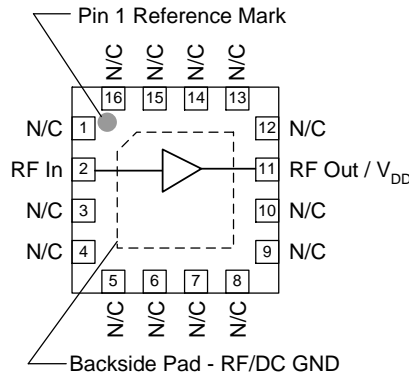 Pin 1 Reference Mark
N/C N/C N/C N/C
16 15 14 13
N/C 1 12 N/C
RF In 2 11 RF Out / VDD
N/C 3 10 N/C
N/C 4 9 N/C
5 6 7 8
N/C N/C N/C N/C
Backside Pad - RF/DC GND